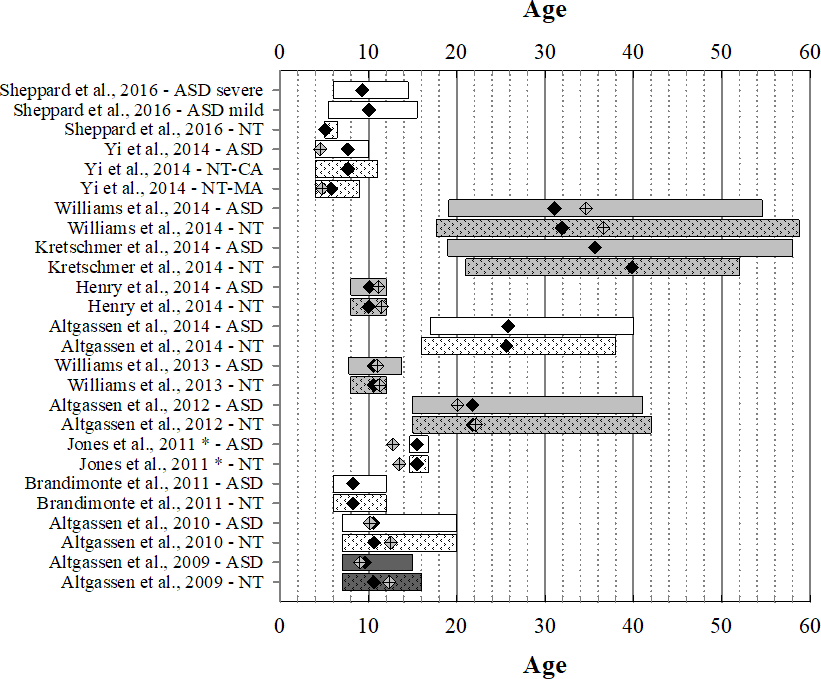 Age
0 10 20 30 40 50 60
Sheppard et al., 2016 - ASD severe
Sheppard et al., 2016 - ASD mild
Sheppard et al., 2016 - NT
Yi et al., 2014 - ASD
Yi et al., 2014 - NT-CA
Yi et al., 2014 - NT-MA
Williams et al., 2014 - ASD
Williams et al., 2014 - NT
Kretschmer et al., 2014 - ASD
Kretschmer et al., 2014 - NT
Henry et al., 2014 - ASD
Henry et al., 2014 - NT
Altgassen et al., 2014 - ASD
Altgassen et al., 2014 - NT
Williams et al., 2013 - ASD
Williams et al., 2013 - NT
Altgassen et al., 2012 - ASD
Altgassen et al., 2012 - NT
Jones et al., 2011 * - ASD
Jones et al., 2011 * - NT
Brandimonte et al., 2011 - ASD
Brandimonte et al., 2011 - NT
Altgassen et al., 2010 - ASD
Altgassen et al., 2010 - NT
Altgassen et al., 2009 - ASD
Altgassen et al., 2009 - NT
0 10 20 30 40 50 60
Age